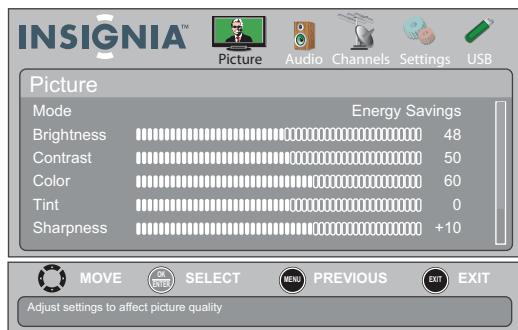 INSIGNIA™
Picture Audio Channels Settings USB
Picture
Mode Energy Savings
Brightness 48
Contrast 50
Color 60
Tint 0
Sharpness +10
MOVE OK ENTER SELECT MENU PREVIOUS EXIT EXIT
Adjust settings to affect picture quality